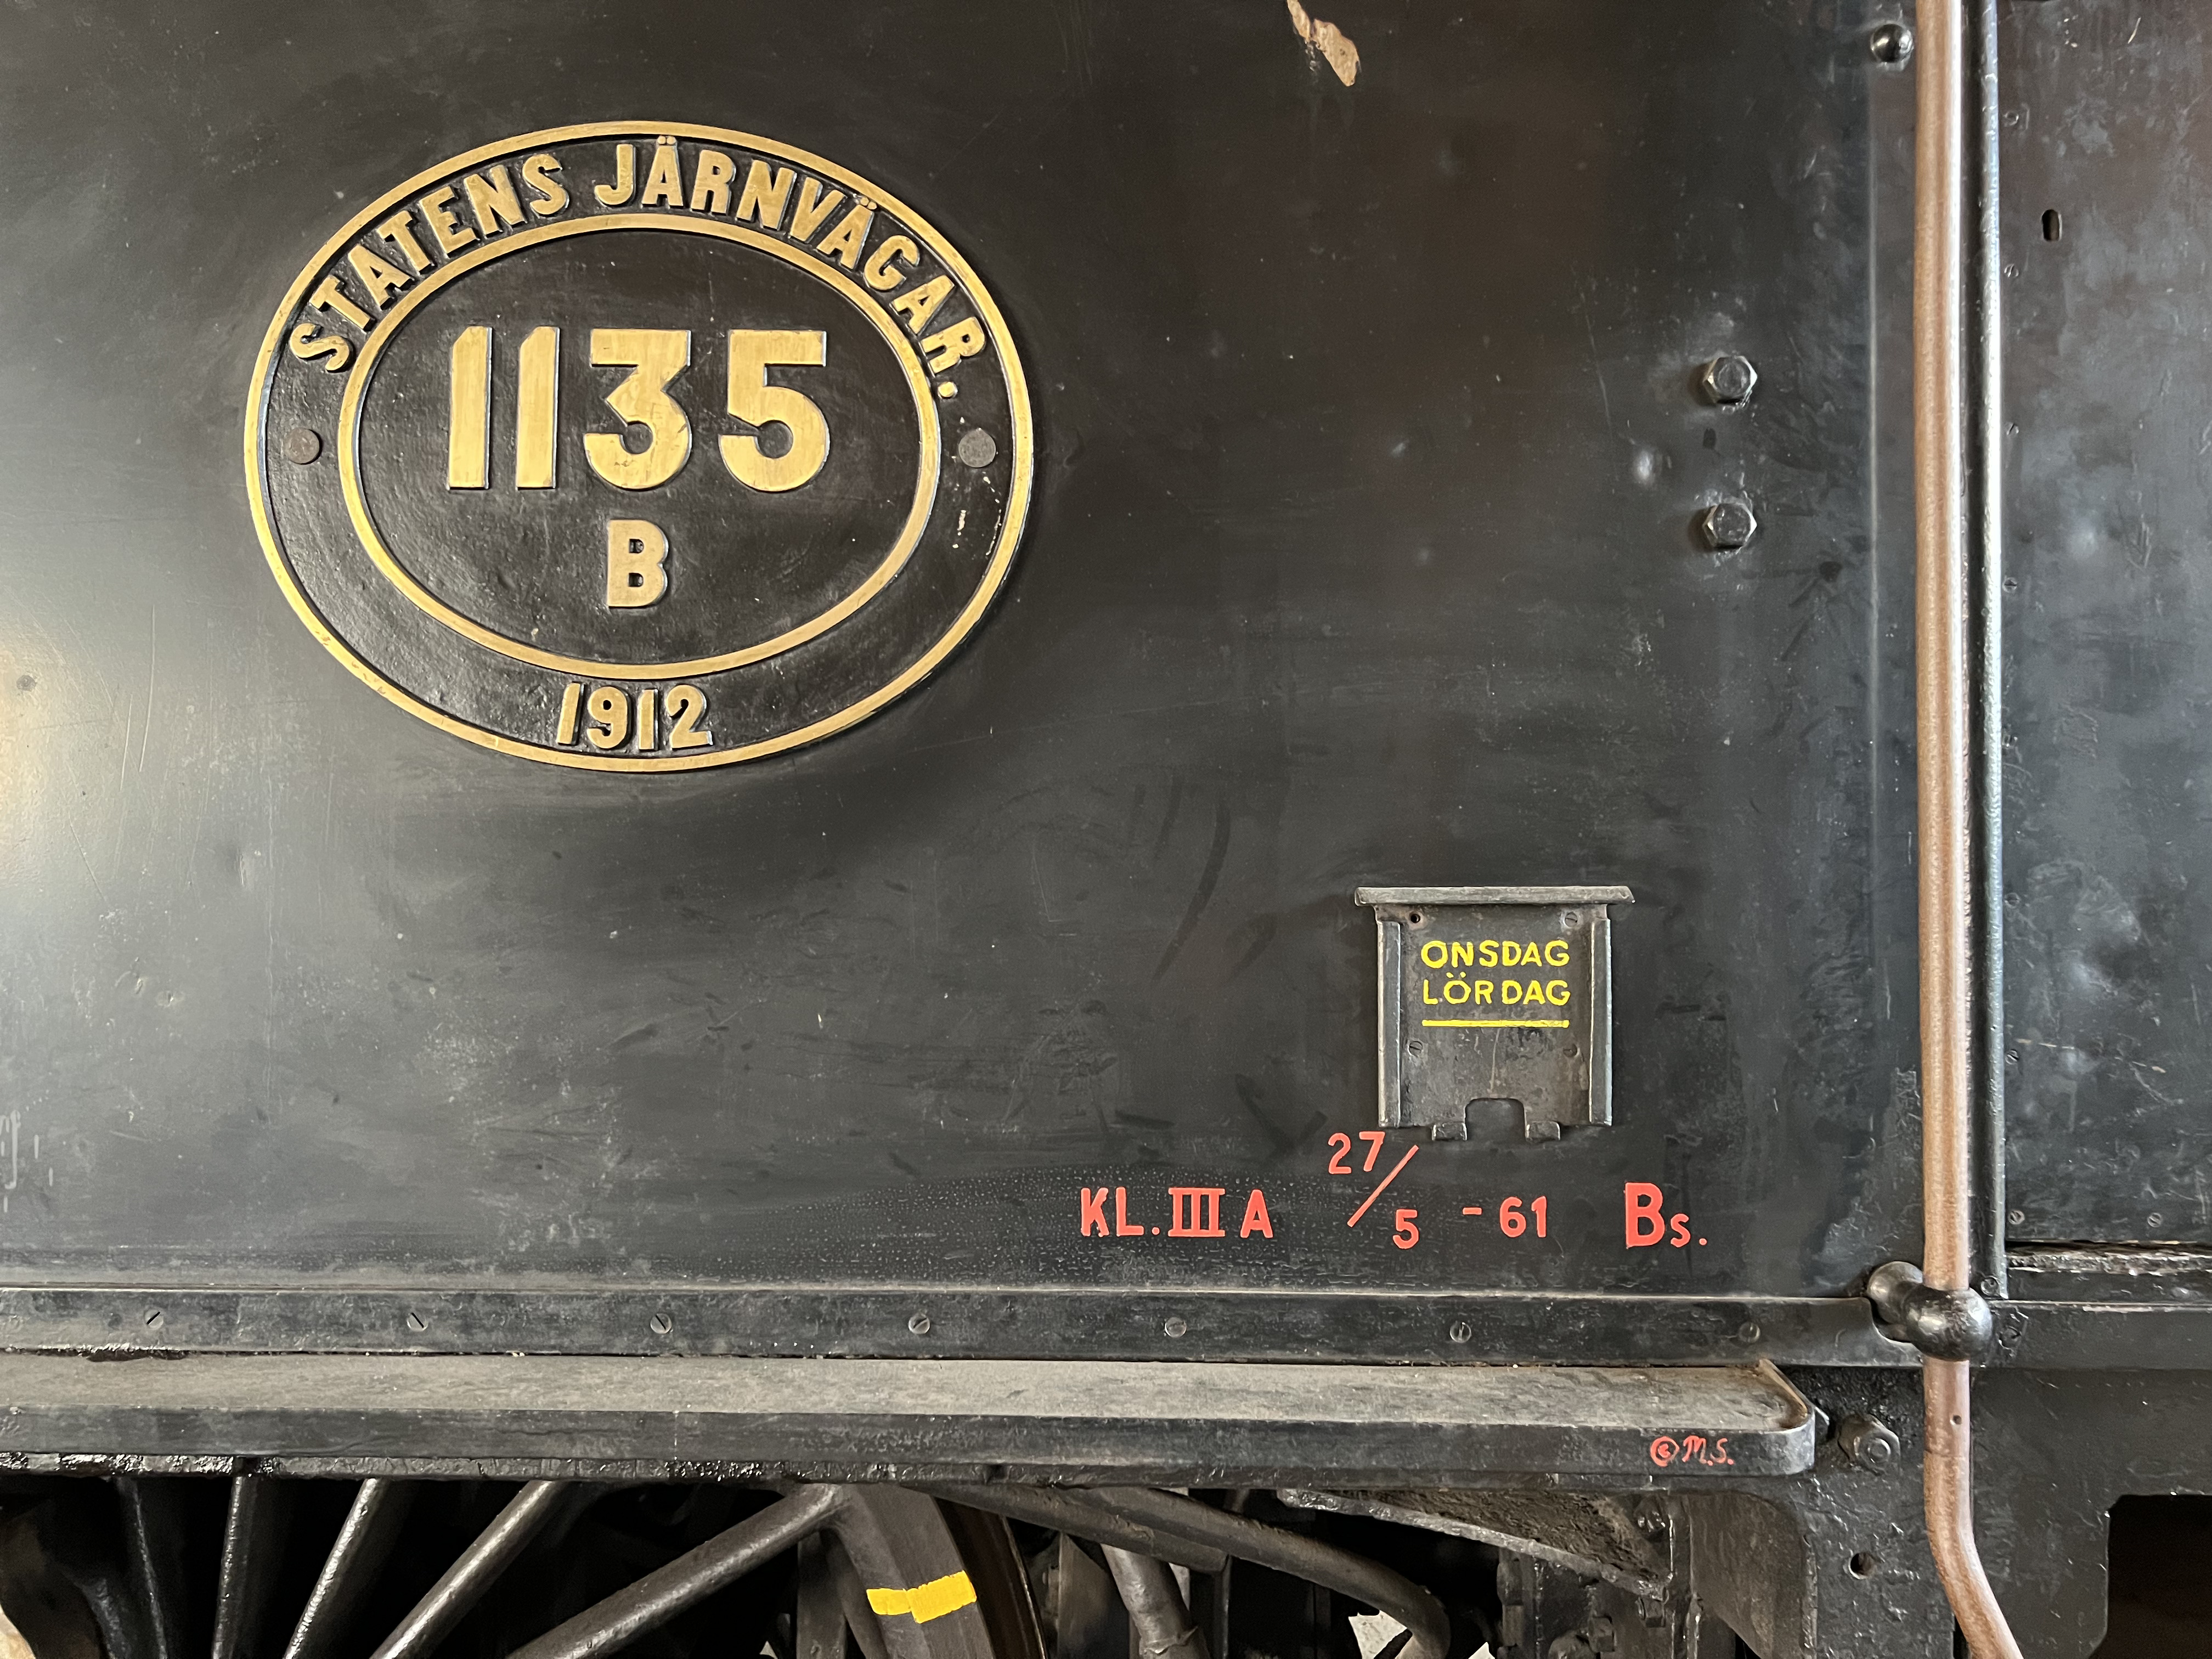 STATENS JÄRNVÄGAR.
1135
B
1912
ONSDAG
LÖRDAG
KL. III A 27/5 - 61 Bs.
© M.S.